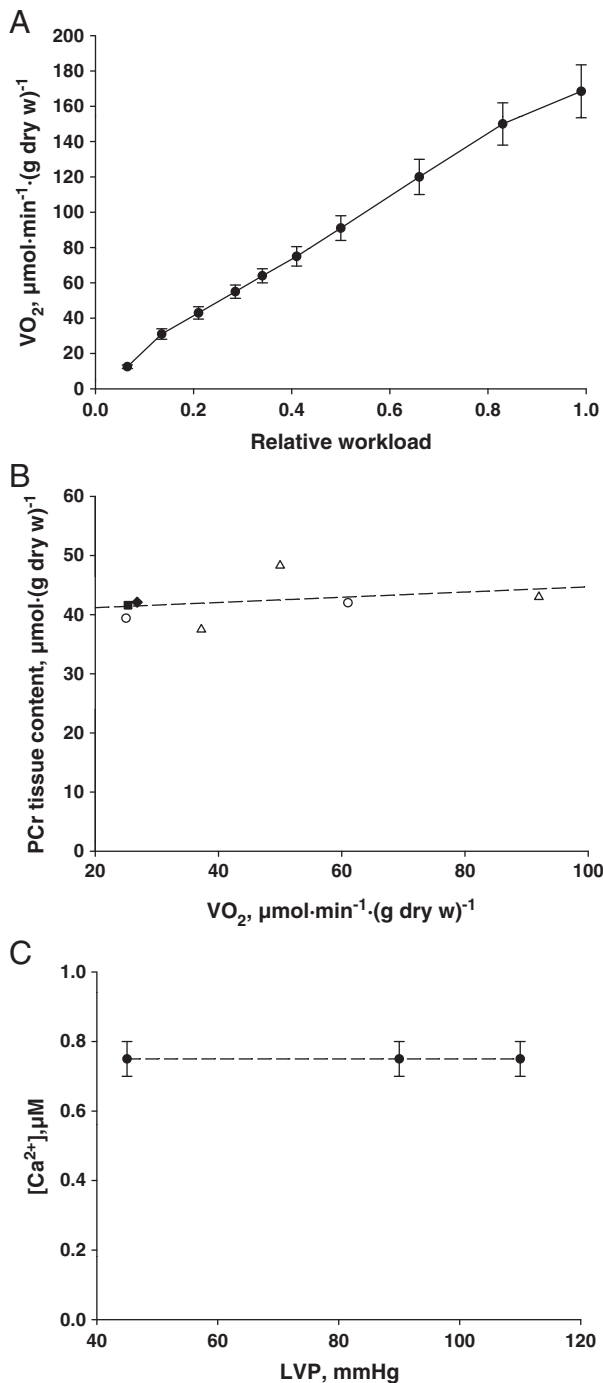 A
200
180
160
140
120
100
80
60
40
20
0
VO₂, µmol·min⁻¹·(g dry w)⁻¹
0.0 0.2 0.4 0.6 0.8 1.0
Relative workload
B
60
50
40
30
20
10
0
PCr tissue content, µmol·(g dry w)⁻¹
20 40 60 80 100
VO₂, µmol·min⁻¹·(g dry w)⁻¹
C
1.0
0.8
0.6
0.4
0.2
0.0
[Ca²⁺],µM
40 60 80 100 120
LVP, mmHg